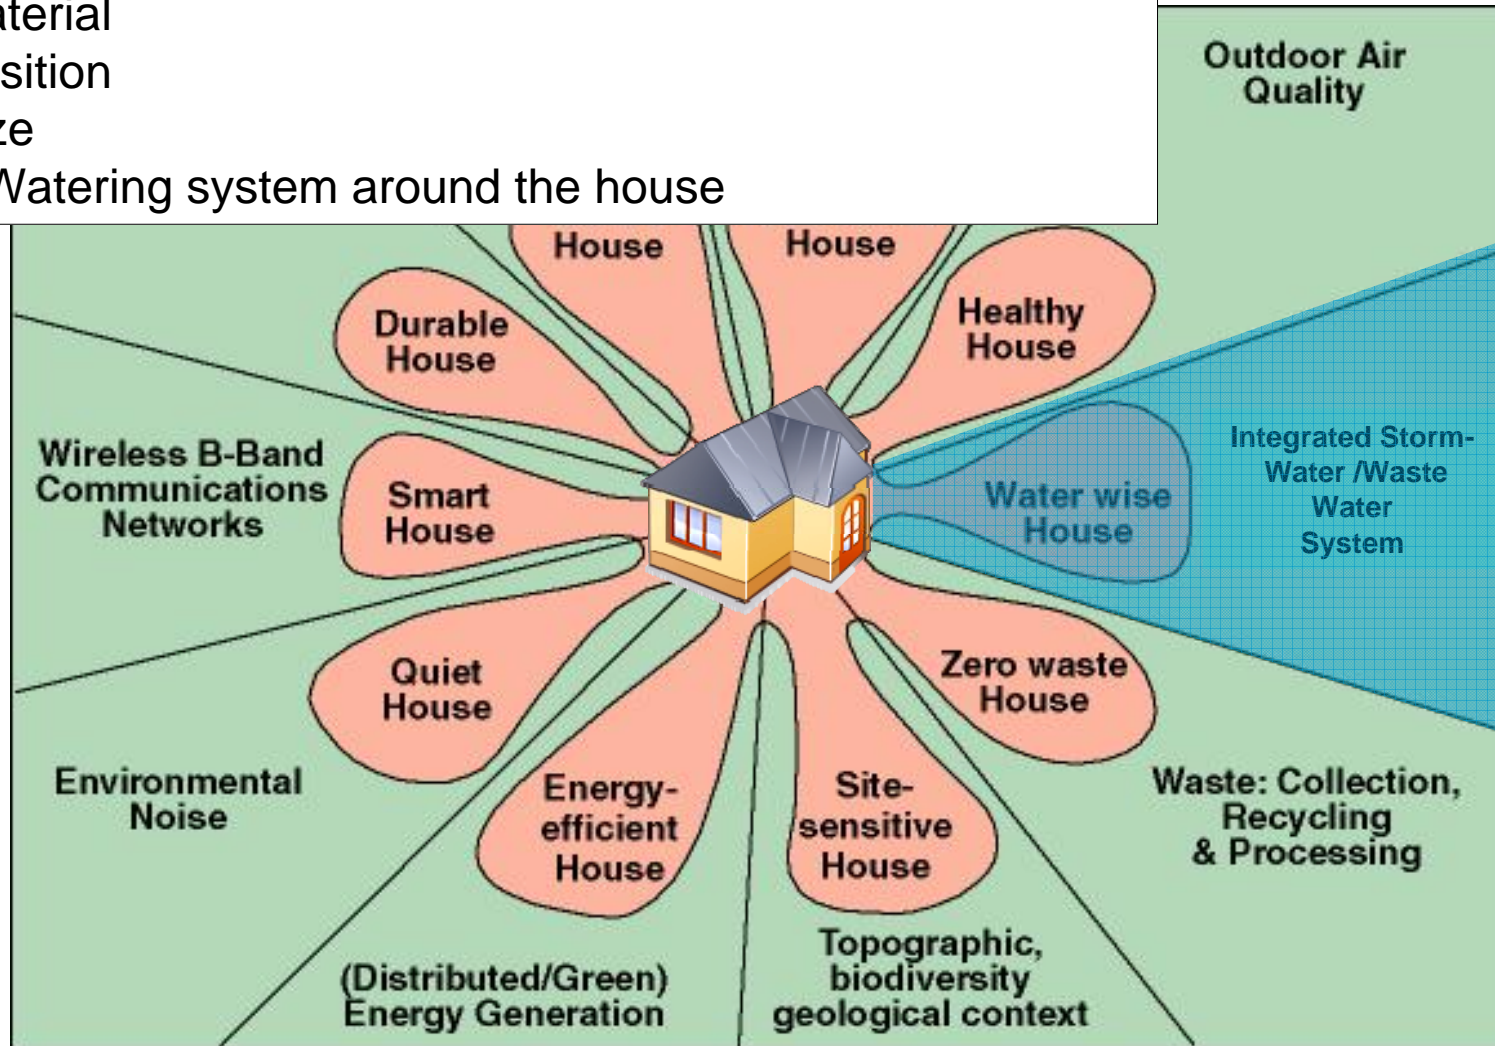 aterial
sition
ze
Watering system around the house
Outdoor Air
Quality
House
House
Durable
House
Healthy
House
Wireless B-Band
Communications
Networks
Smart
House
Water wise
House
Integrated Storm-
Water /Waste
Water
System
Quiet
House
Zero waste
House
Environmental
Noise
Energy-
efficient
House
Site-
sensitive
House
Waste: Collection,
Recycling
& Processing
(Distributed/Green)
Energy Generation
Topographic,
biodiversity
geological context